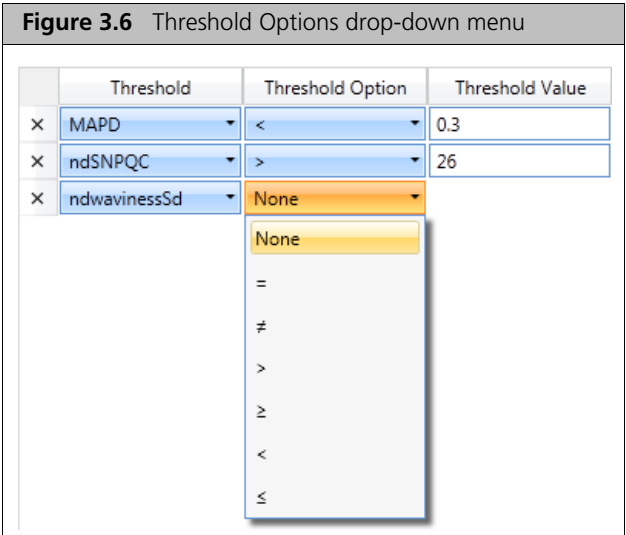 Figure 3.6 Threshold Options drop-down menu
Threshold Threshold Option Threshold Value
× MAPD < 0.3
× ndSNPQC > 26
× ndwavinessSd None
None
=
≠
>
≥
<
≤